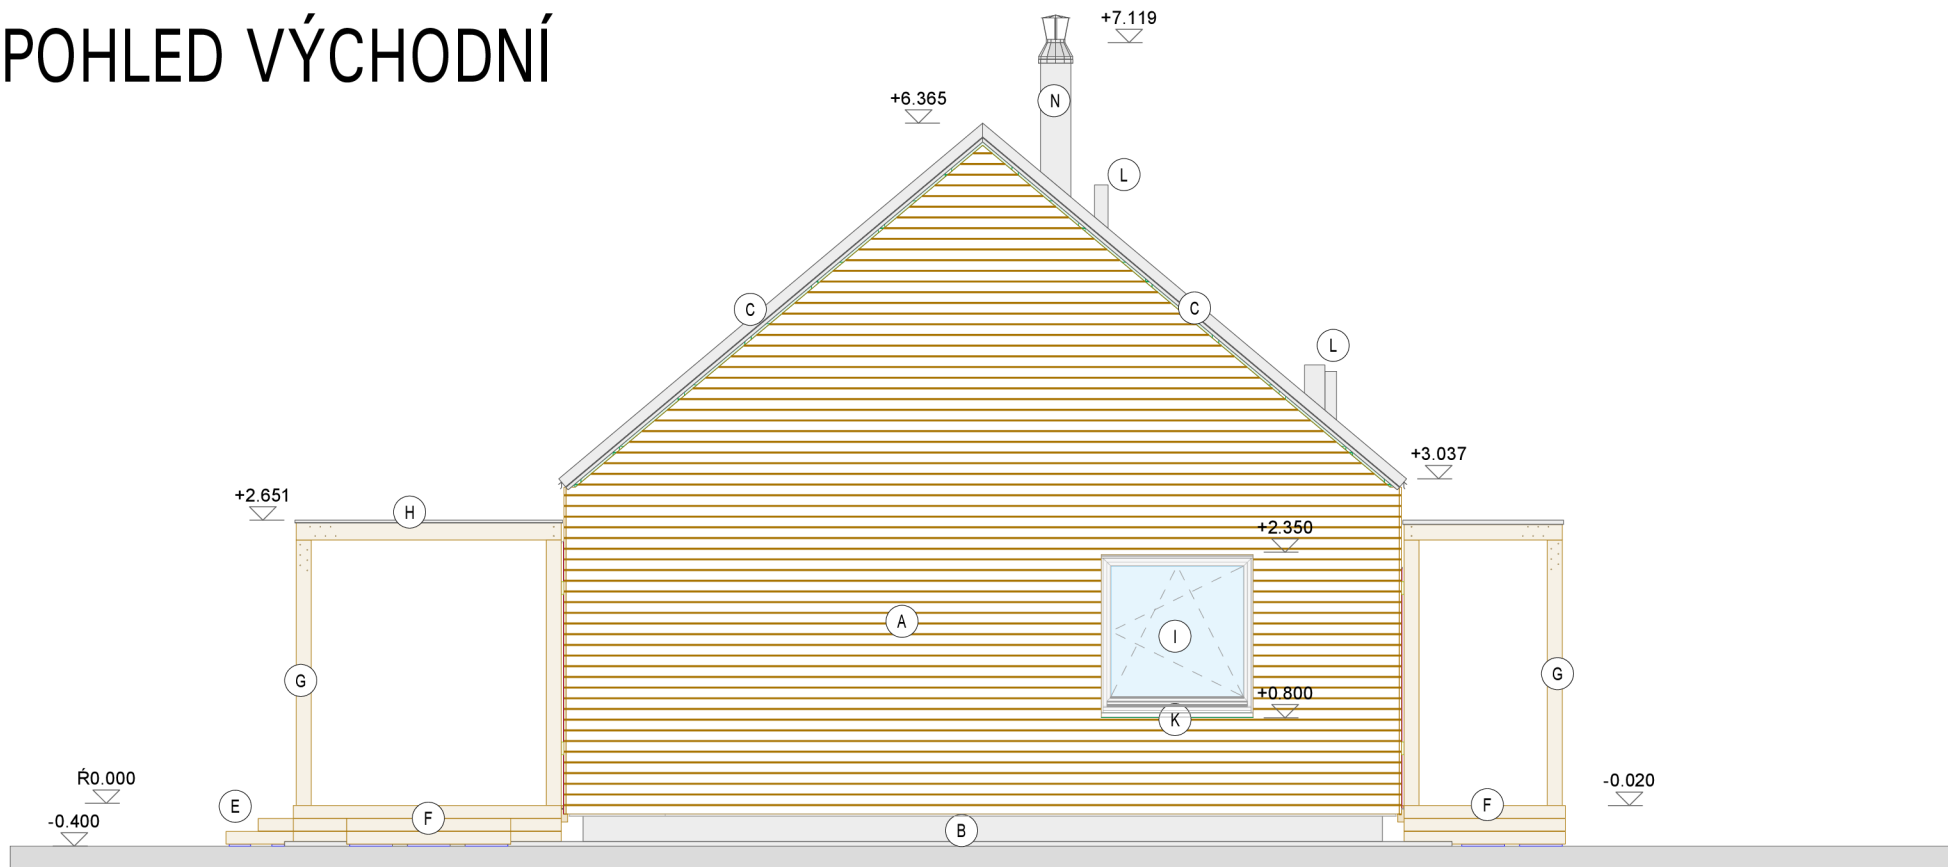 POHLED VÝCHODNÍ
+7.119
N
+6.365
L
C
C
L
+3.037
+2.651
H
+2.350
A
I
G
G
+0.800
K
Ŕ0.000
-0.020
E
F
F
-0.400
B